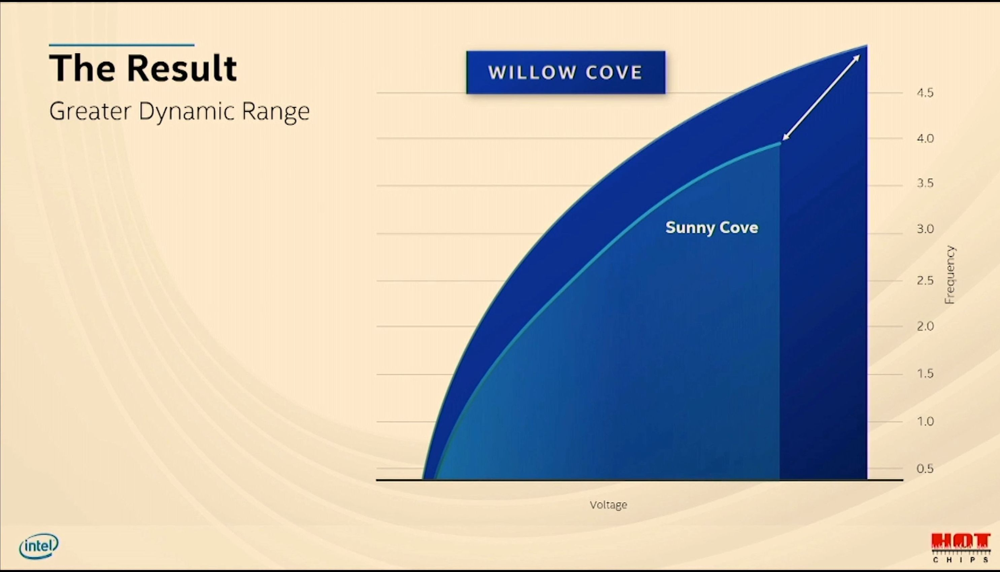 The Result
Greater Dynamic Range
WILLOW COVE
Sunny Cove
4.5
4.0
3.5
3.0
2.5
2.0
1.5
1.0
0.5
Frequency
Voltage
intel
HOT
CHIPS